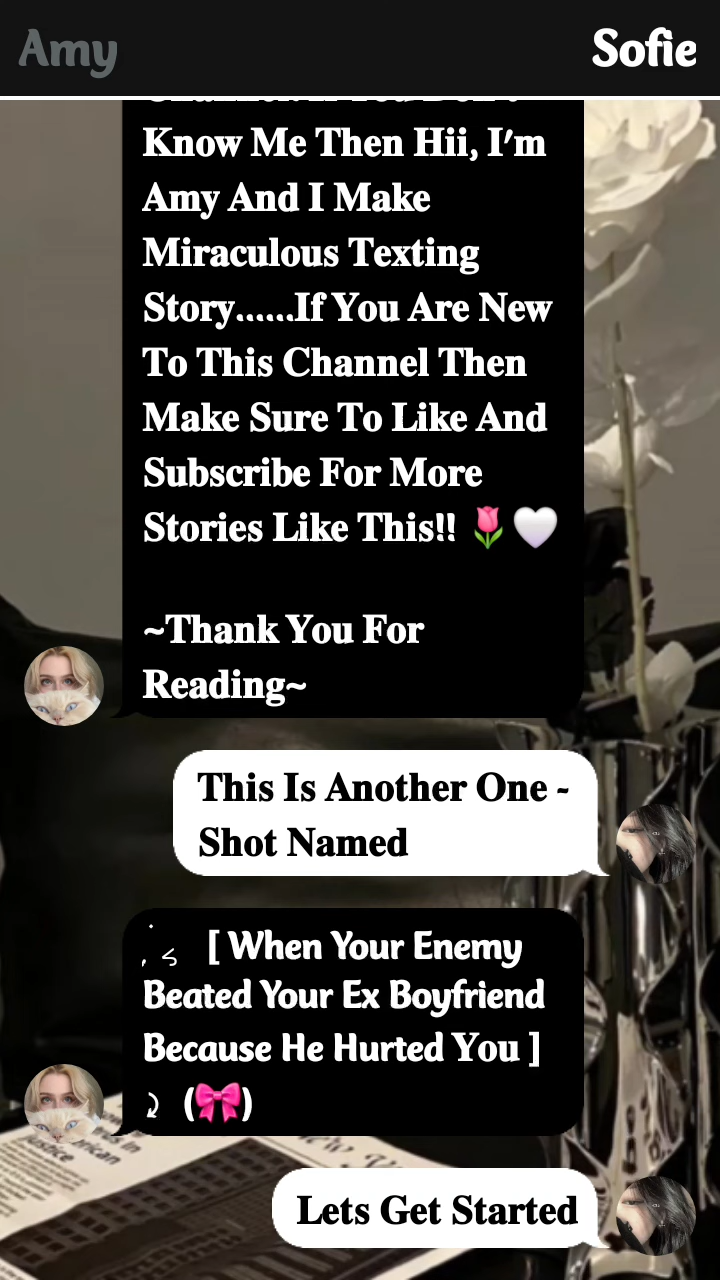 Amy
Sofie
Know Me Then Hii, I'm
Amy And I Make
Miraculous Texting
Story......If You Are New
To This Channel Then
Make Sure To Like And
Subscribe For More
Stories Like This!! 🌷🤍
~Thank You For
Reading~
This Is Another One -
Shot Named
[ When Your Enemy
Beated Your Ex Boyfriend
Because He Hurted You ]
(🎀)
Lets Get Started